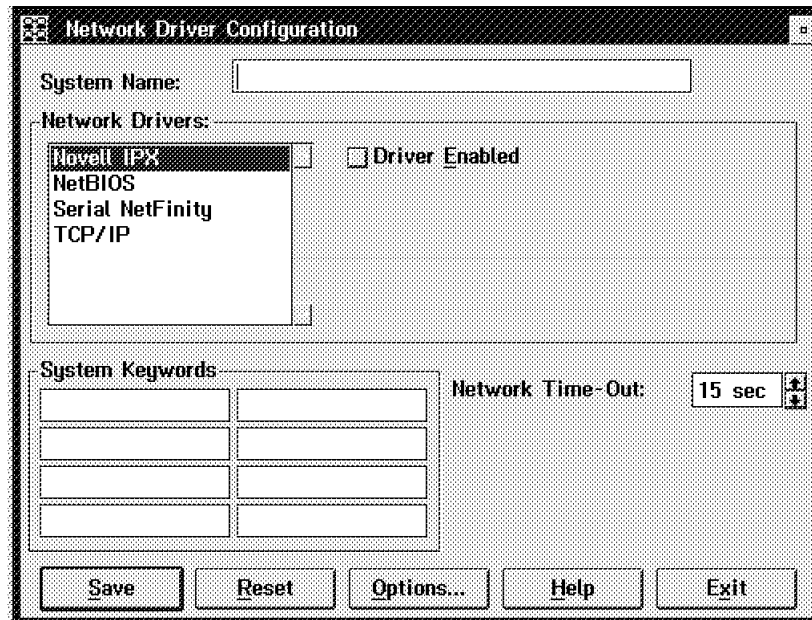 Network Driver Configuration
System Name:
Network Drivers:
Novell IPX
Driver Enabled
NetBIOS
Serial NetFinity
TCP/IP
System Keywords
Network Time-Out:
15 sec
Save
Reset
Options...
Help
Exit